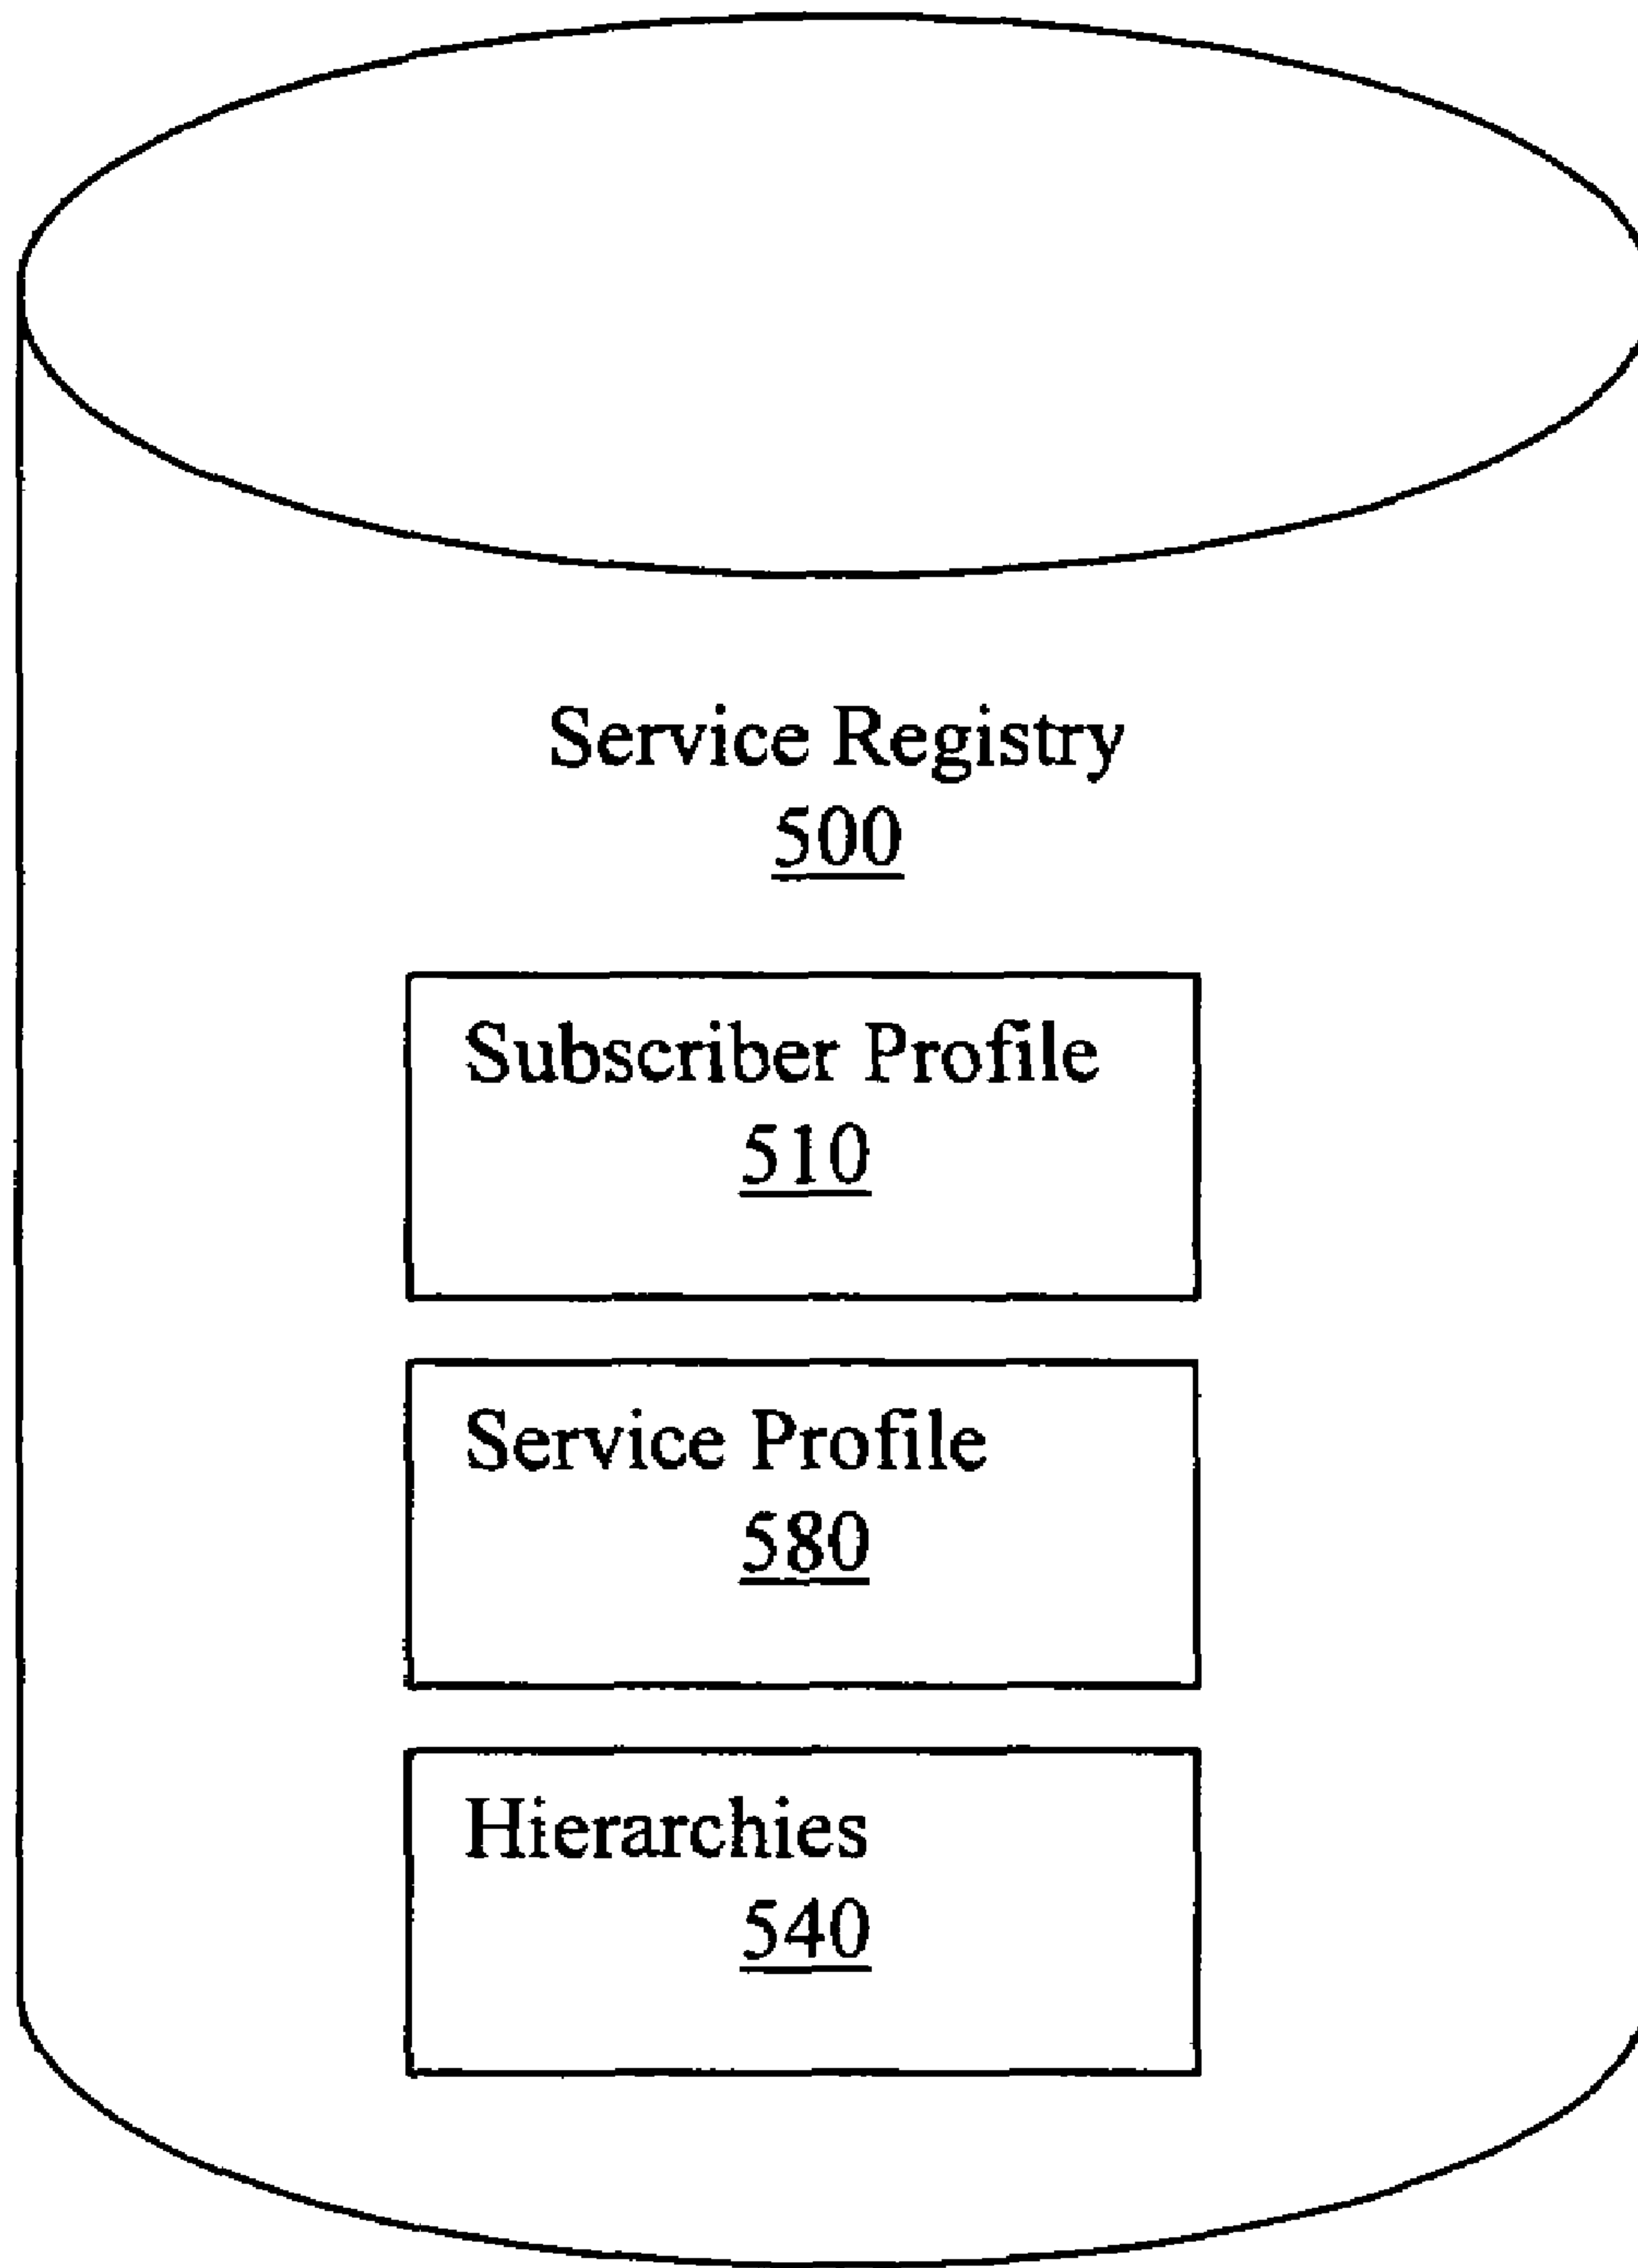 Service Registry
500
Subscriber Profile
510
Service Profile
580
Hierarchies
540